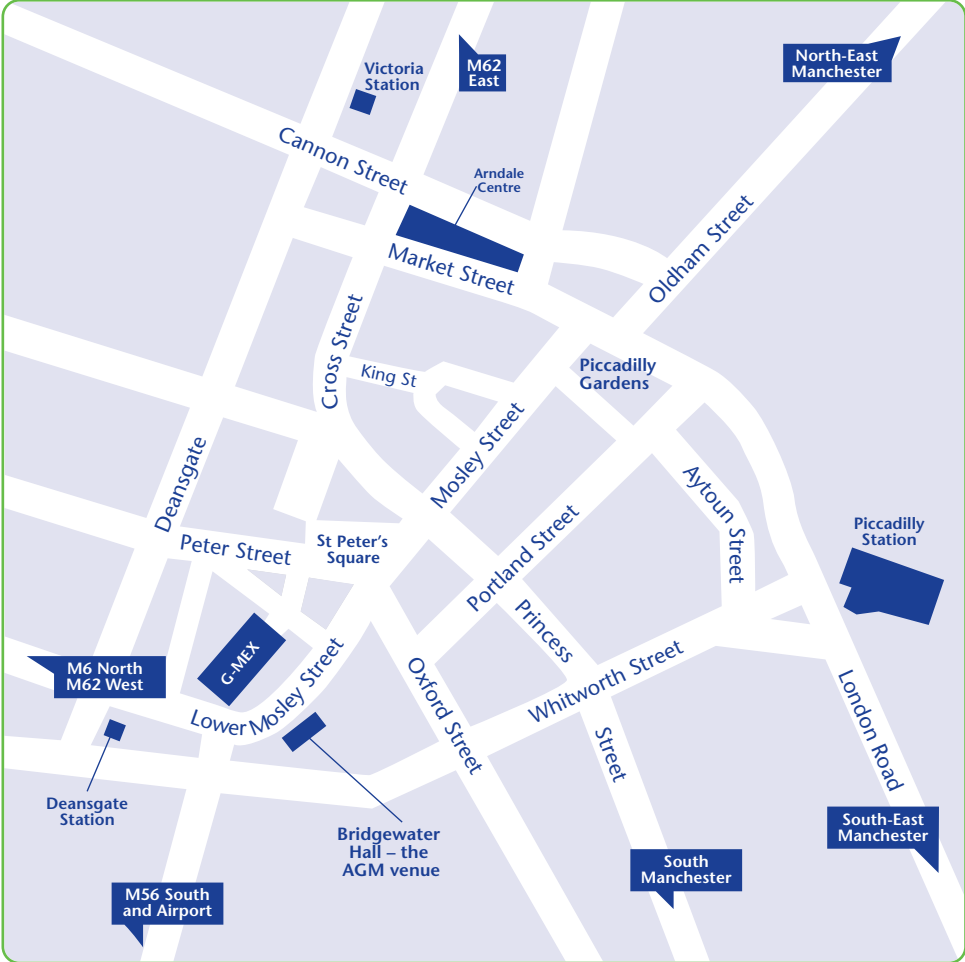 M62
East
North-East
Manchester
Victoria
Station
Cannon Street
Arndale
Centre
Market Street
Oldham Street
Cross Street
King St
Piccadilly
Gardens
Mosley Street
Deansgate
Aytoun Street
Peter Street
St Peter's
Square
Portland Street
Piccadilly
Station
Princess
Street
G-MEX
M6 North
M62 West
Lower Mosley Street
Oxford Street
Whitworth Street
London Road
Deansgate
Station
Bridgewater
Hall – the
AGM venue
South-East
Manchester
South
Manchester
M56 South
and Airport